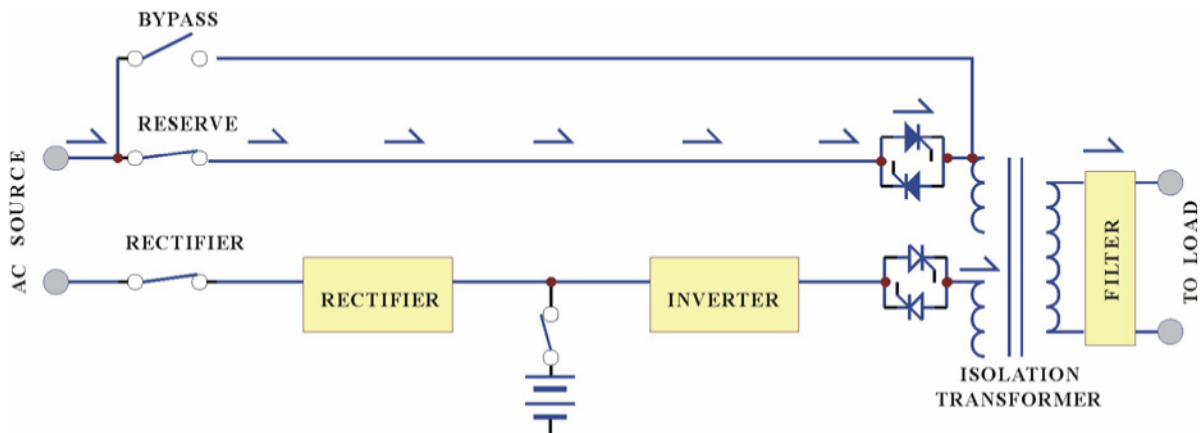 BYPASS
RESERVE
AC SOURCE
RECTIFIER
RECTIFIER
INVERTER
FILTER
TO LOAD
ISOLATION
TRANSFORMER